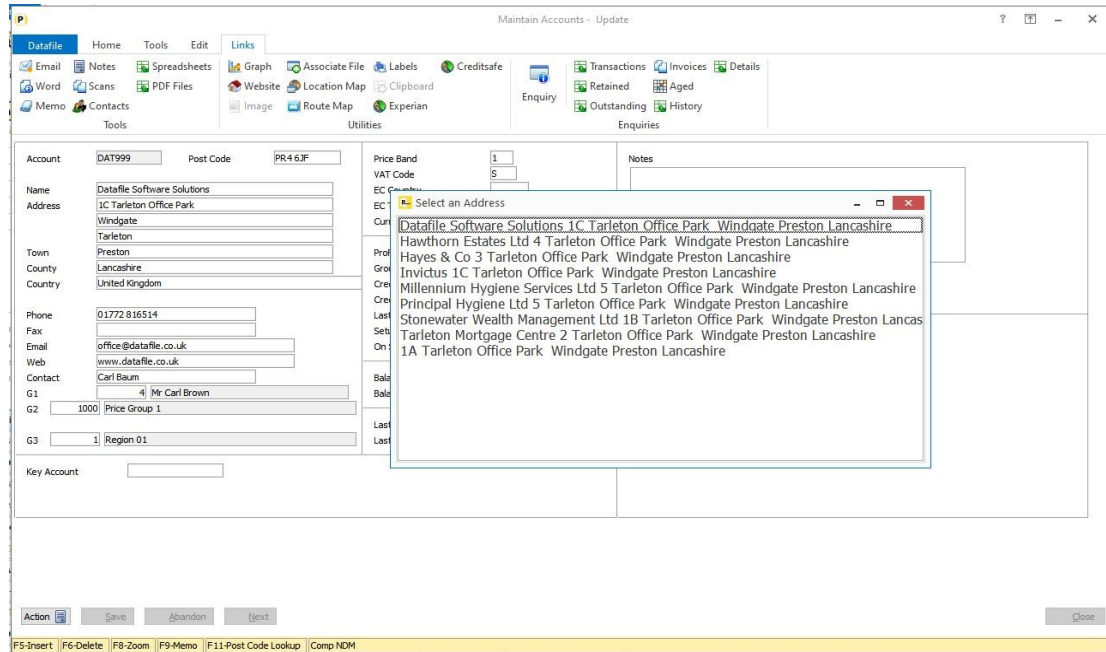 P Maintain Accounts - Update ?
Datafile Home Tools Edit Links
Email Notes Spreadsheets Graph Associate File Labels Creditsafe Transactions Invoices Details
Word Scans PDF Files Website Location Map Clipboard Enquiry Retained Aged
Memo Contacts Image Route Map Experian Outstanding History
Tools Utilities Enquiries
Account DAT999 Post Code PR4 6JF Price Band 1 Notes
VAT Code S
Name Datafile Software Solutions EC Country
Address 1C Tarleton Office Park EC
Windgate
Tarleton
Town Preston
County Lancashire
Country United Kingdom
Phone 01772 816514
Fax
Email office@datafile.co.uk
Web www.datafile.co.uk
Contact Carl Baum
G1 4 Mr Carl Brown
G2 1000 Price Group 1
G3 1 Region 01
Key Account
Select an Address
Datafile Software Solutions 1C Tarleton Office Park Windgate Preston Lancashire
Hawthorn Estates Ltd 4 Tarleton Office Park Windgate Preston Lancashire
Hayes & Co 3 Tarleton Office Park Windgate Preston Lancashire
Invictus 1C Tarleton Office Park Windgate Preston Lancashire
Millennium Hygiene Services Ltd 5 Tarleton Office Park Windgate Preston Lancashire
Principal Hygiene Ltd 5 Tarleton Office Park Windgate Preston Lancashire
Stonewater Wealth Management Ltd 1B Tarleton Office Park Windgate Preston Lancas
Tarleton Mortgage Centre 2 Tarleton Office Park Windgate Preston Lancashire
1A Tarleton Office Park Windgate Preston Lancashire
Action Save Abandon Next Close
F5-Insert F6-Delete F8-Zoom F9-Memo F11-Post Code Lookup Comp NDM